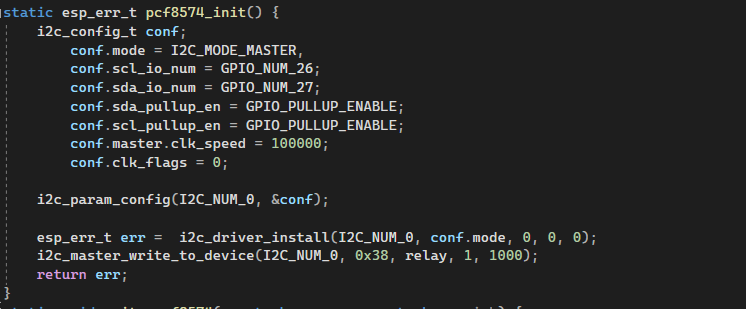 static esp_err_t pcf8574_init() {
i2c_config_t conf;
conf.mode = I2C_MODE_MASTER,
conf.scl_io_num = GPIO_NUM_26;
conf.sda_io_num = GPIO_NUM_27;
conf.sda_pullup_en = GPIO_PULLUP_ENABLE;
conf.scl_pullup_en = GPIO_PULLUP_ENABLE;
conf.master.clk_speed = 100000;
conf.clk_flags = 0;
i2c_param_config(I2C_NUM_0, &conf);
esp_err_t err =  i2c_driver_install(I2C_NUM_0, conf.mode, 0, 0, 0);
i2c_master_write_to_device(I2C_NUM_0, 0x38, relay, 1, 1000);
return err;
}